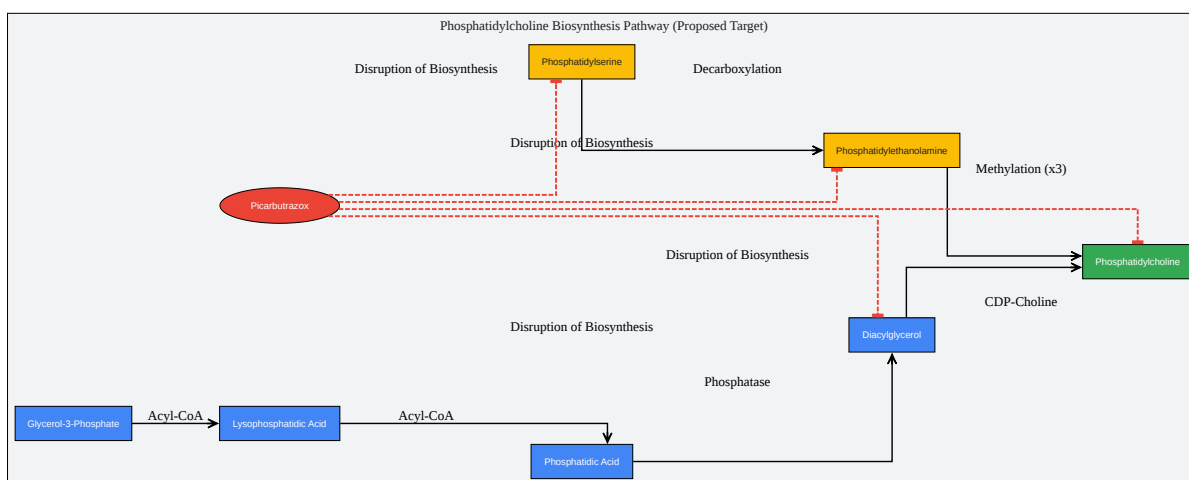 Phosphatidylcholine Biosynthesis Pathway (Proposed Target)
Phosphatidylserine
Disruption of Biosynthesis
Decarboxylation
Disruption of Biosynthesis
Phosphatidylethanolamine
Methylation (x3)
Picarbutrazox
Disruption of Biosynthesis
Phosphatidylcholine
CDP-Choline
Disruption of Biosynthesis
Diacylglycerol
Phosphatase
Glycerol-3-Phosphate
Acyl-CoA
Lysophosphatidic Acid
Acyl-CoA
Phosphatidic Acid